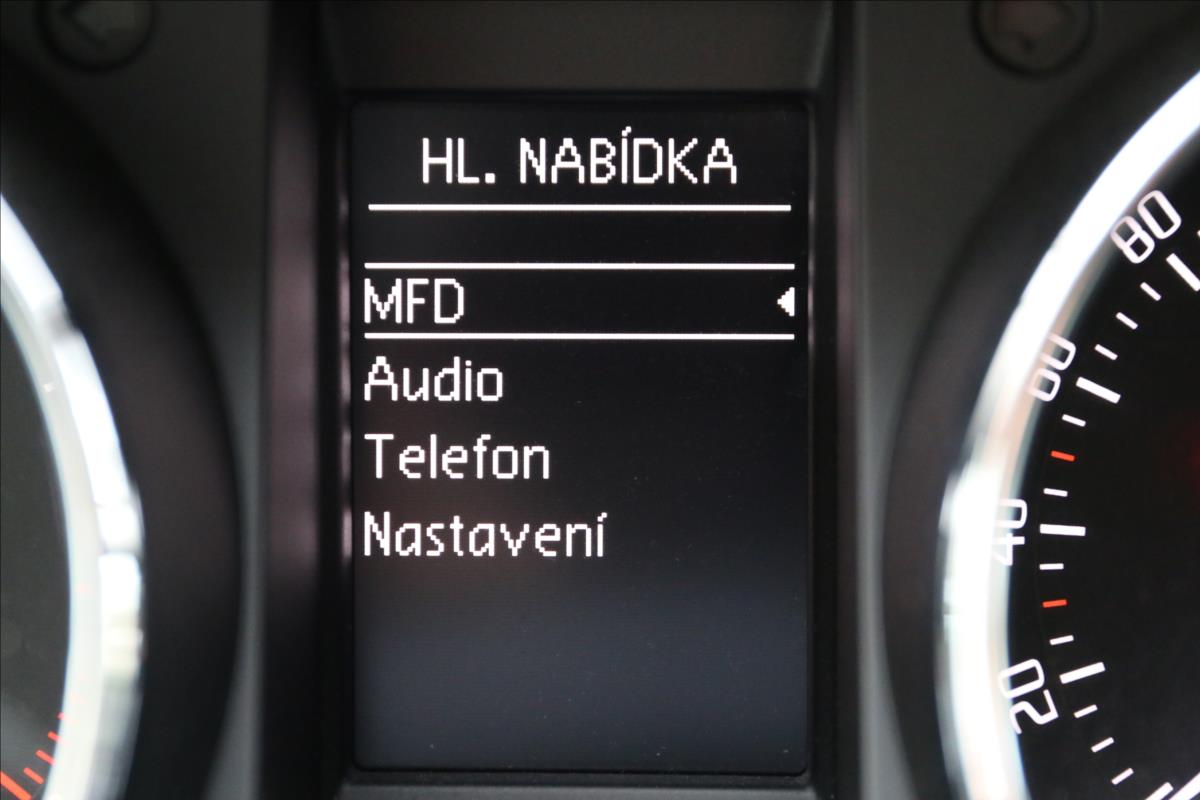 HL. NABÍDKA
MFD
Audio
Telefon
Nastavení
80
60
40
20